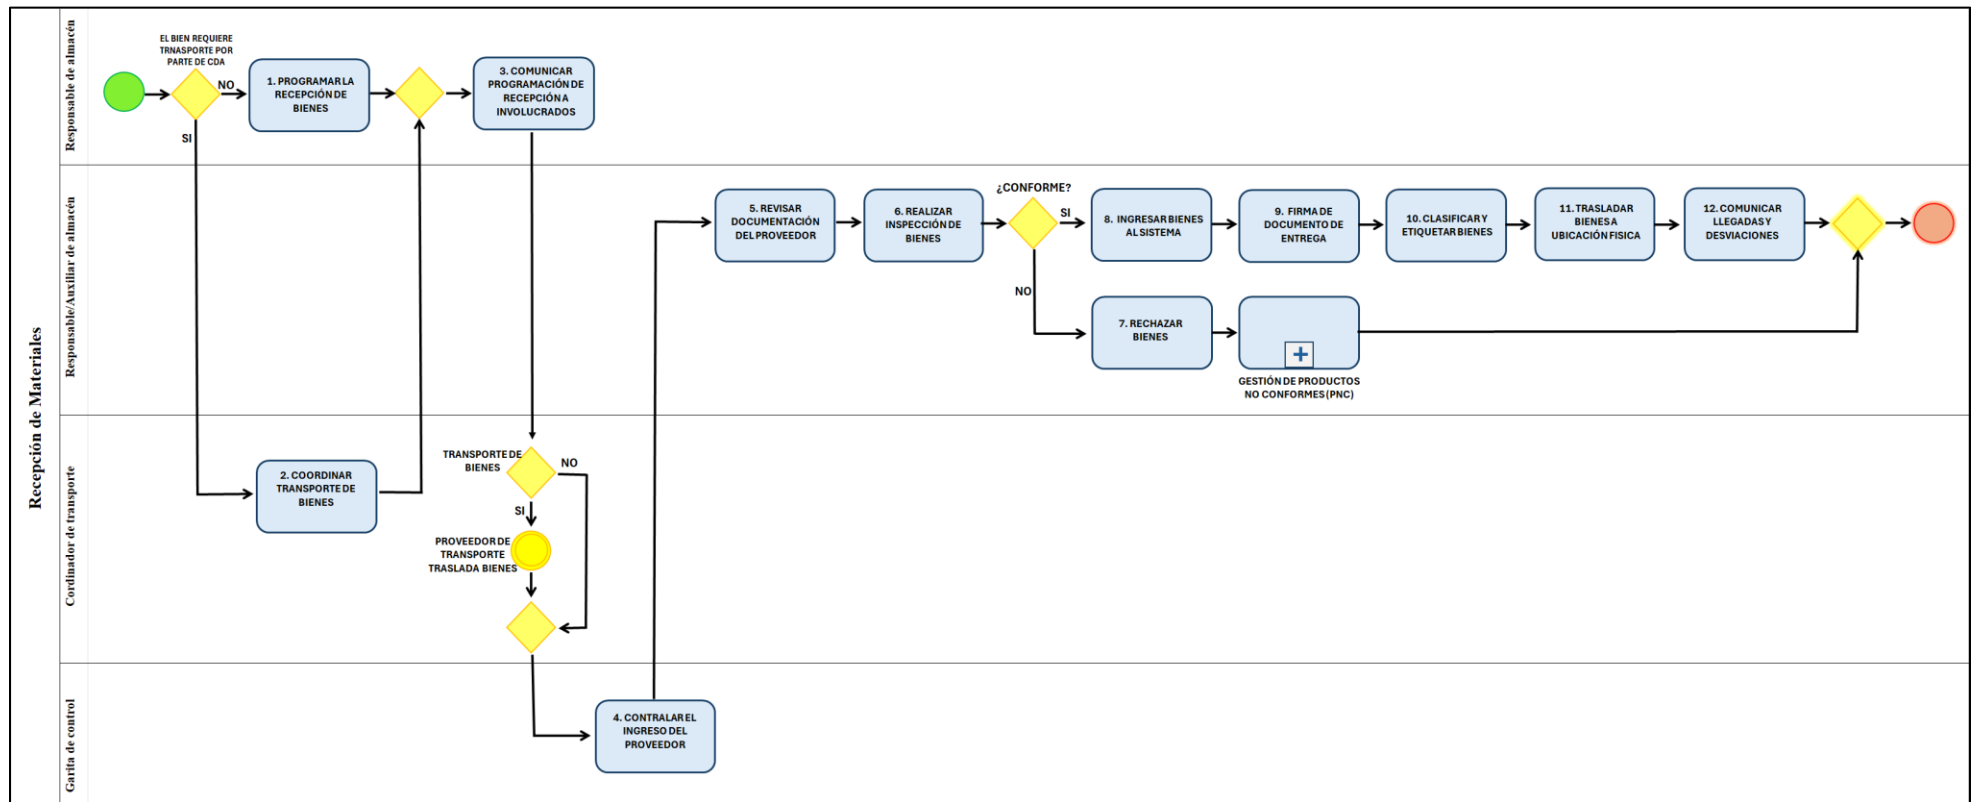 Recepción de Materiales
Responsable de almacén
EL BIEN REQUIERE
TRNASPORTE POR
PARTE DE CDA
NO
SI
1. PROGRAMAR LA
RECEPCIÓN DE
BIENES
3. COMUNICAR
PROGRAMACIÓN DE
RECEPCIÓN A
INVOLUCRADOS
Responsable/Auxiliar de almacén
5. REVISAR
DOCUMENTACIÓN
DEL PROVEEDOR
6. REALIZAR
INSPECCIÓN DE
BIENES
¿CONFORME?
SI
NO
8. INGRESAR BIENES
AL SISTEMA
9. FIRMA DE
DOCUMENTO DE
ENTREGA
10. CLASIFICAR Y
ETIQUETAR BIENES
11. TRASLADAR
BIENES A
UBICACIÓN FISICA
12. COMUNICAR
LLEGADAS Y
DESVIACIONES
7. RECHAZAR
BIENES
+
GESTIÓN DE PRODUCTOS
NO CONFORMES (PNC)
Cordinador de transporte
2. COORDINAR
TRANSPORTE DE
BIENES
TRANSPORTE DE
BIENES
NO
SI
PROVEEDOR DE
TRANSPORTE
TRASLADA BIENES
Garita de control
4. CONTRALAR EL
INGRESO DEL
PROVEEDOR